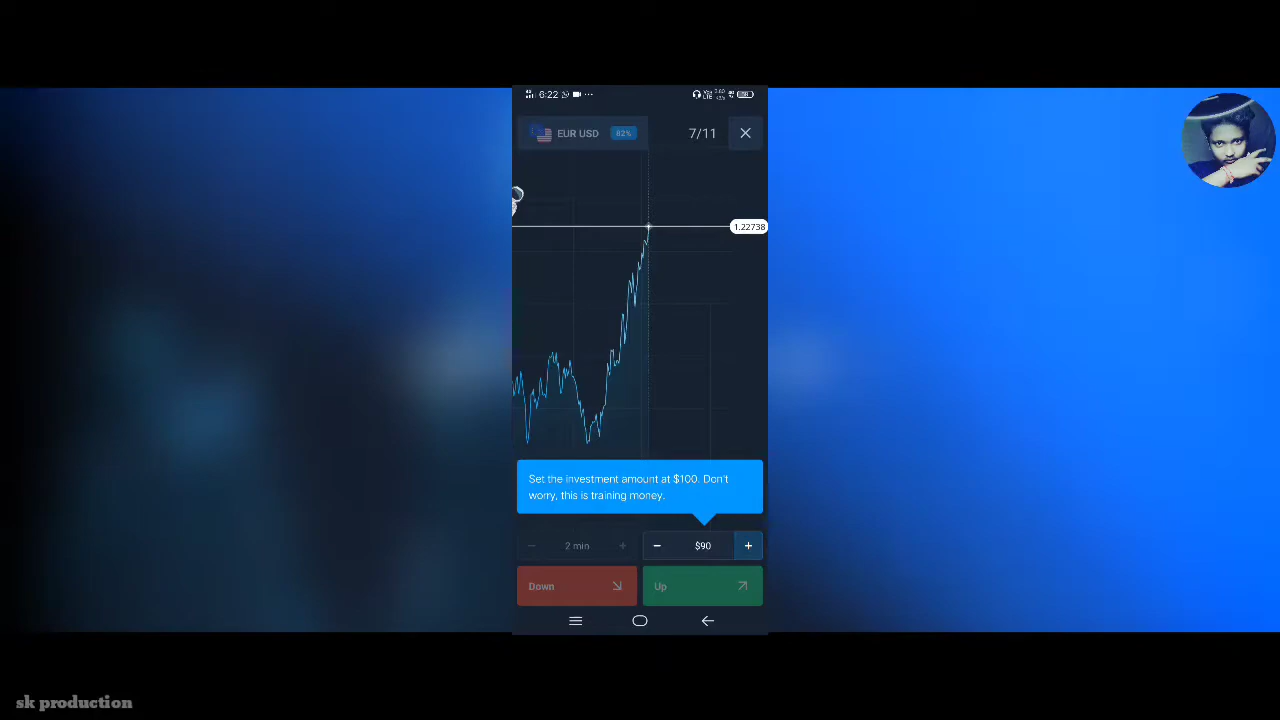 6:22
EUR USD 82% 7/11
1.22738
Set the investment amount at $100. Don't
worry, this is training money.
− 2 min + − $90 +
Down Up
sk production